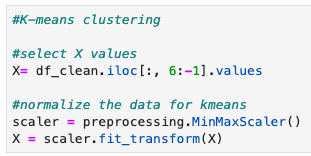 #K-means clustering
#select X values
X= df_clean.iloc[:, 6:-1].values
#normalize the data for kmeans
scaler = preprocessing.MinMaxScaler()
X = scaler.fit_transform(X)